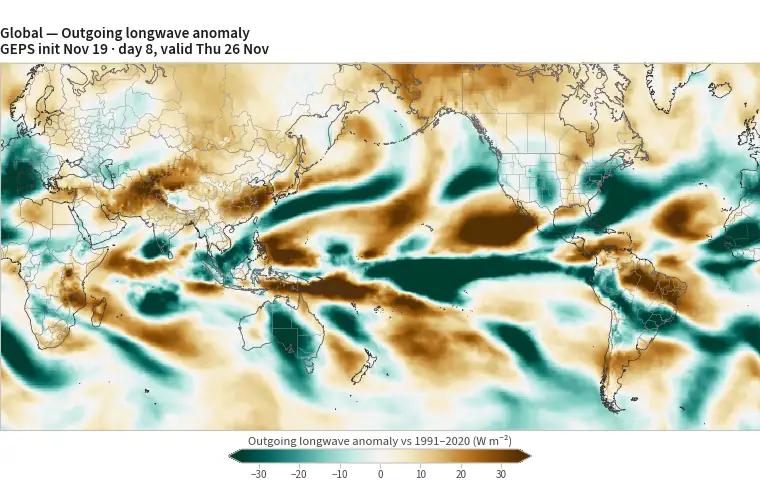 Global — Outgoing longwave anomaly
GEPS init Nov 19 · day 8, valid Thu 26 Nov
Outgoing longwave anomaly vs 1991–2020 (W m⁻²)
−30 −20 −10 0 10 20 30